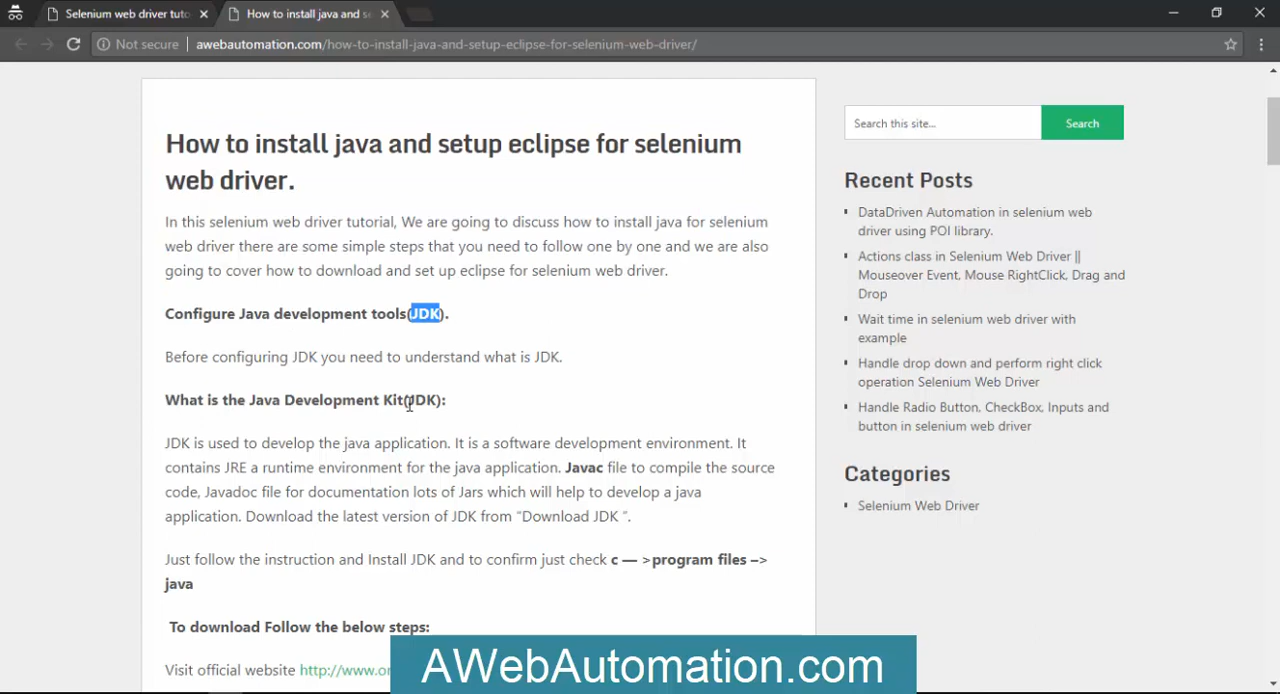 Selenium web driver tuto
How to install java and se
Not secure
awebautomation.com/how-to-install-java-and-setup-eclipse-for-selenium-web-driver/
How to install java and setup eclipse for selenium
web driver.
In this selenium web driver tutorial, We are going to discuss how to install java for selenium
web driver there are some simple steps that you need to follow one by one and we are also
going to cover how to download and set up eclipse for selenium web driver.
Configure Java development tools(JDK).
Before configuring JDK you need to understand what is JDK.
What is the Java Development Kit(JDK):
JDK is used to develop the java application. It is a software development environment. It
contains JRE a runtime environment for the java application. Javac file to compile the source
code, Javadoc file for documentation lots of Jars which will help to develop a java
application. Download the latest version of JDK from “Download JDK ”.
Just follow the instruction and Install JDK and to confirm just check c — >program files –>
java
To download Follow the below steps:
Visit official website http://www.or
Search this site...
Search
Recent Posts
DataDriven Automation in selenium web
driver using POI library.
Actions class in Selenium Web Driver ||
Mouseover Event, Mouse RightClick, Drag and
Drop
Wait time in selenium web driver with
example
Handle drop down and perform right click
operation Selenium Web Driver
Handle Radio Button, CheckBox, Inputs and
button in selenium web driver
Categories
Selenium Web Driver
AWebAutomation.com